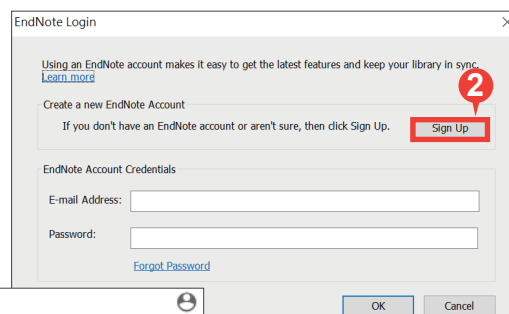 EndNote Login
Using an EndNote account makes it easy to get the latest features and keep your library in sync.
Learn more
2
Create a new EndNote Account
If you don't have an EndNote account or aren't sure, then click Sign Up.
Sign Up
EndNote Account Credentials
E-mail Address:
Password:
Forgot Password
OK
Cancel